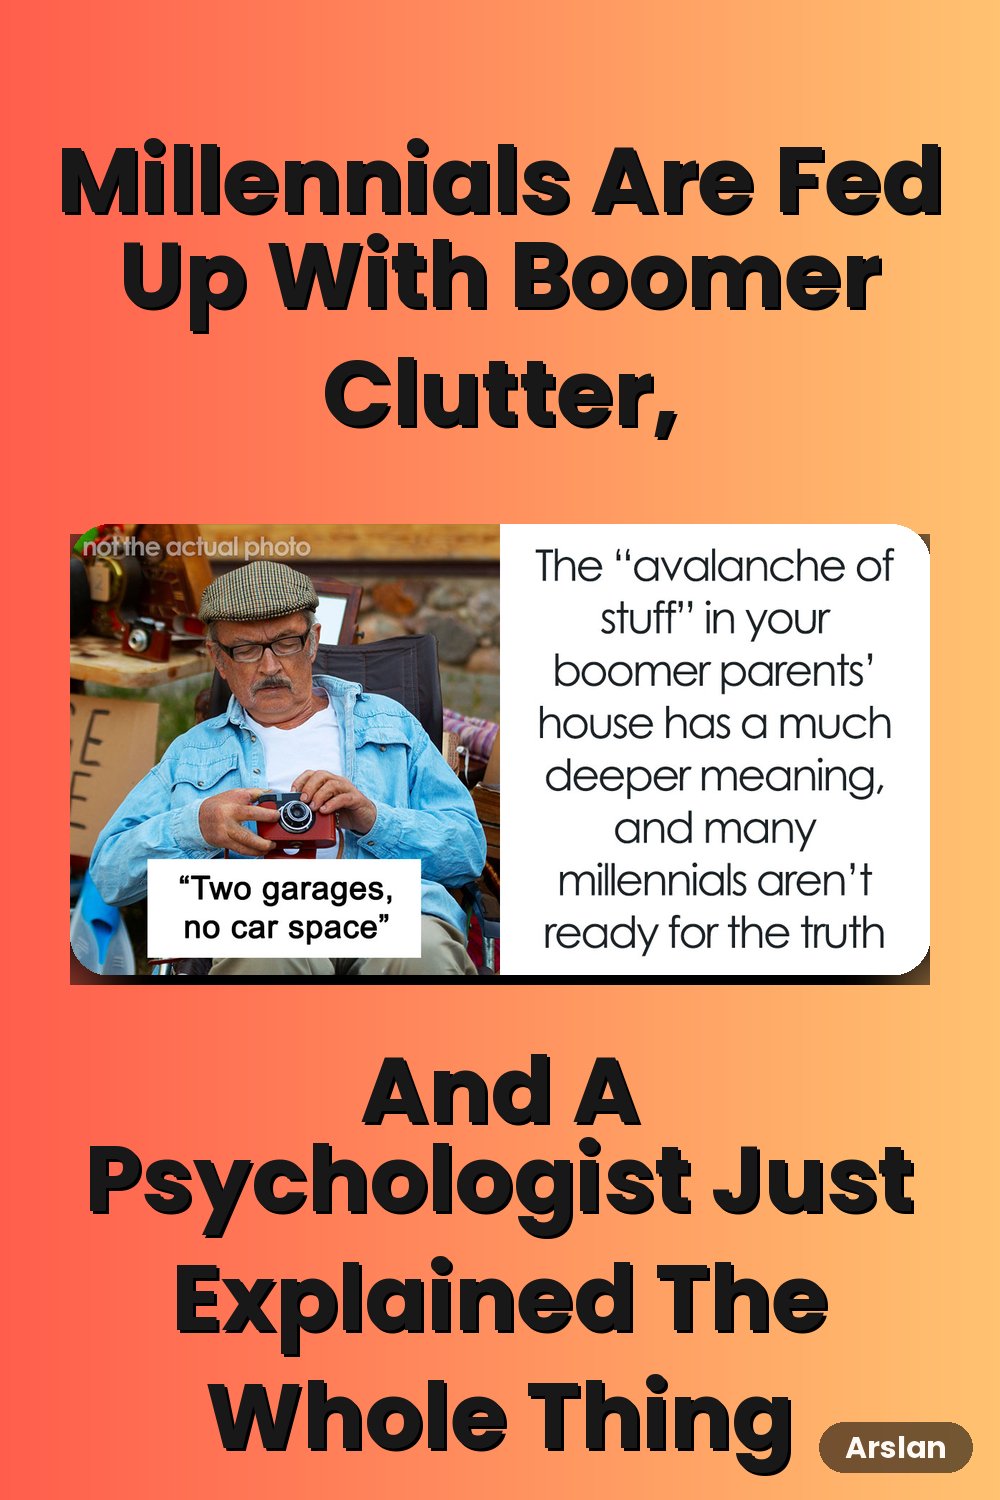 Millennials Are Fed
Up With Boomer
Clutter,
not the actual photo
GE
E
“Two garages,
no car space”
The “avalanche of
stuff” in your
boomer parents’
house has a much
deeper meaning,
and many
millennials aren’t
ready for the truth
And A
Psychologist Just
Explained The
Whole Thing
Arslan